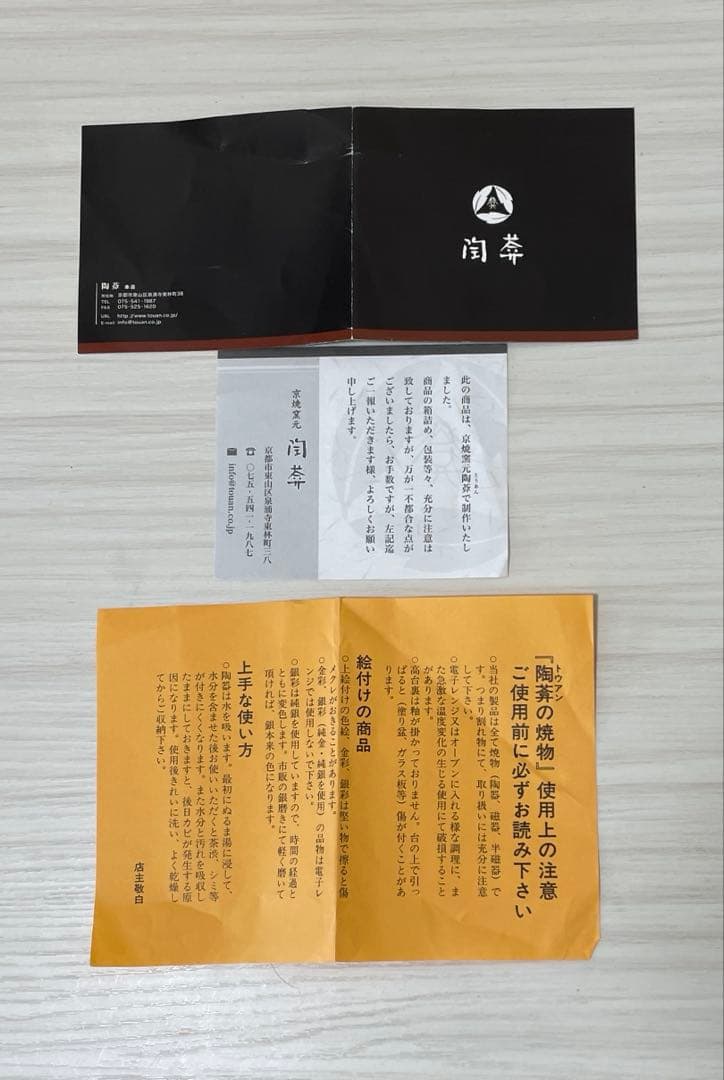 陶葊
陶葊 本店
所在地 京都市東山区泉涌寺東林町38
TEL 075-541-1987
FAX 075-525-1620
URL http://www.touan.co.jp/
E-mail info@touan.co.jp
此の商品は、京焼窯元陶葊で制作いたし
とうあん
ました。
商品の箱詰め、包装等々、充分に注意は
致しておりますが、万が一不都合な点が
ございましたら、お手数ですが、左記迄
ご一報いただきます様、よろしくお願い
申し上げます。
京焼窯元 陶葊
京都市東山区泉涌寺東林町三八
☎ 〇七五・五四一・一九八七
info@touan.co.jp
『陶葊の焼物』使用上の注意
トウアン
ご使用前に必ずお読み下さい
○当社の製品は全て焼物(陶器、磁器、半磁器)で
す。つまり割れ物にて、取り扱いには充分に注意
して下さい。
○電子レンジ又はオーブンに入れる様な調理に、ま
た急激な温度変化の生じる使用にて破損すること
があります。
○高台裏は釉が掛かっておりません。台の上で引っ
ぱると(塗り盆、ガラス板等)傷が付くことがあ
ります。
絵付けの商品
○上絵付けの色絵、金彩、銀彩は堅い物で擦ると傷
メクレがおきることがあります。
○金彩、銀彩(純金・純銀を使用)の品物は電子レ
ンジでは使用しないで下さい。
○銀彩は純銀を使用していますので、時間の経過と
ともに変色します。市販の銀磨きにて軽く磨いて
頂ければ、銀本来の色になります。
上手な使い方
○陶器は水を吸います。最初にぬるま湯に浸して、
水分を含ませた後お使いいただくと茶渋、シミ等
が付きにくくなります。また水分と汚れを吸収し
たままにしておきますと、後日カビが発生する原
因になります。使用後きれいに洗い、よく乾燥し
てからご収納下さい。
店主敬白